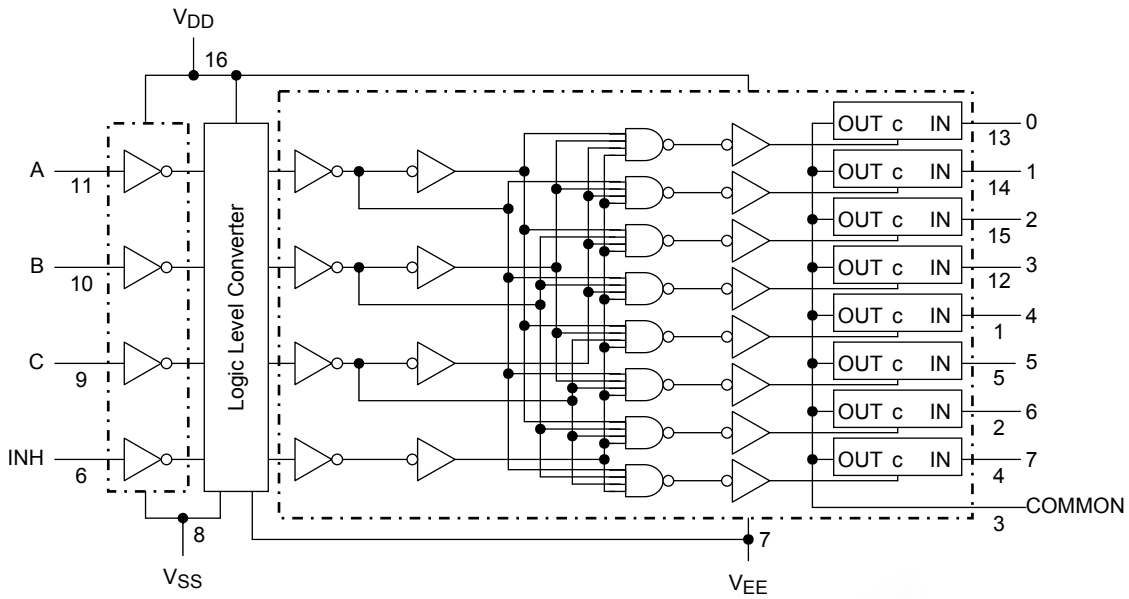 VDD
16
A
11
B
10
C
9
INH
6
Logic Level Converter
OUT c IN
13
0
OUT c IN
14
1
OUT c IN
15
2
OUT c IN
12
3
OUT c IN
1
4
OUT c IN
5
5
OUT c IN
2
6
OUT c IN
4
7
COMMON
3
8
VSS
7
VEE